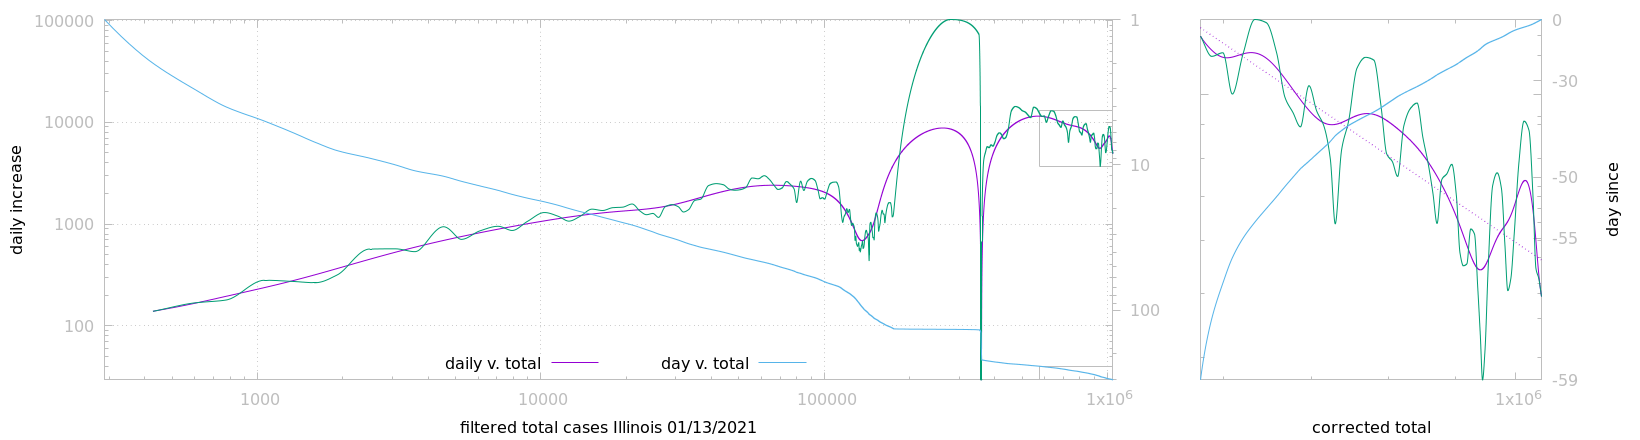 100000
10000
1000
100
daily increase
1000
10000
100000
1x10^6
1
10
100
daily v. total
day v. total
filtered total cases Illinois 01/13/2021
0
-30
-50
-55
-59
day since
1x10^6
corrected total